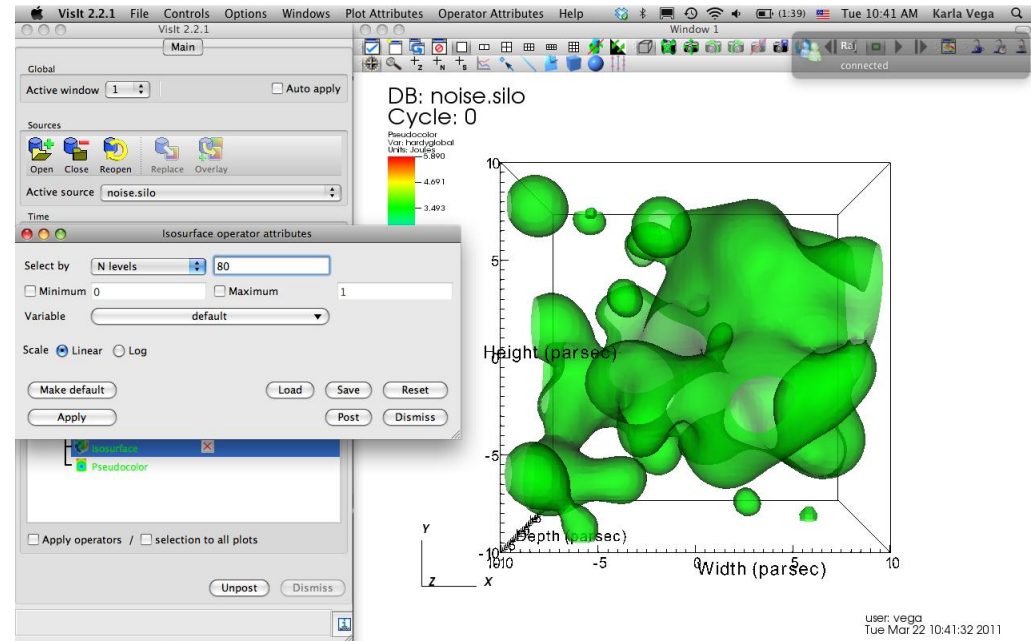 VisIt 2.2.1 File Controls Options Windows Plot Attributes Operator Attributes Help (1:39) Tue 10:41 AM Karla Vega
VisIt 2.2.1
Main
Global
Active window 1 Auto apply
Sources
Open Close Reopen Replace Overlay
Active source noise.silo
Time
Isosurface operator attributes
Select by N levels 80
Minimum 0 Maximum 1
Variable default
Scale Linear Log
Make default Load Save Reset
Apply Post Dismiss
Isosurface
Pseudocolor
Apply operators / selection to all plots
Unpost Dismiss
Window 1
connected
DB: noise.silo
Cycle: 0
Pseudocolor
Var: hardyglobal
Units: Joules
5.890
4.691
3.493
10
5
Height (parsec)
0
-5
-10
Depth (parsec)
-5 0 5 10
Width (parsec)
Y
Z X
user: vega
Tue Mar 22 10:41:32 2011